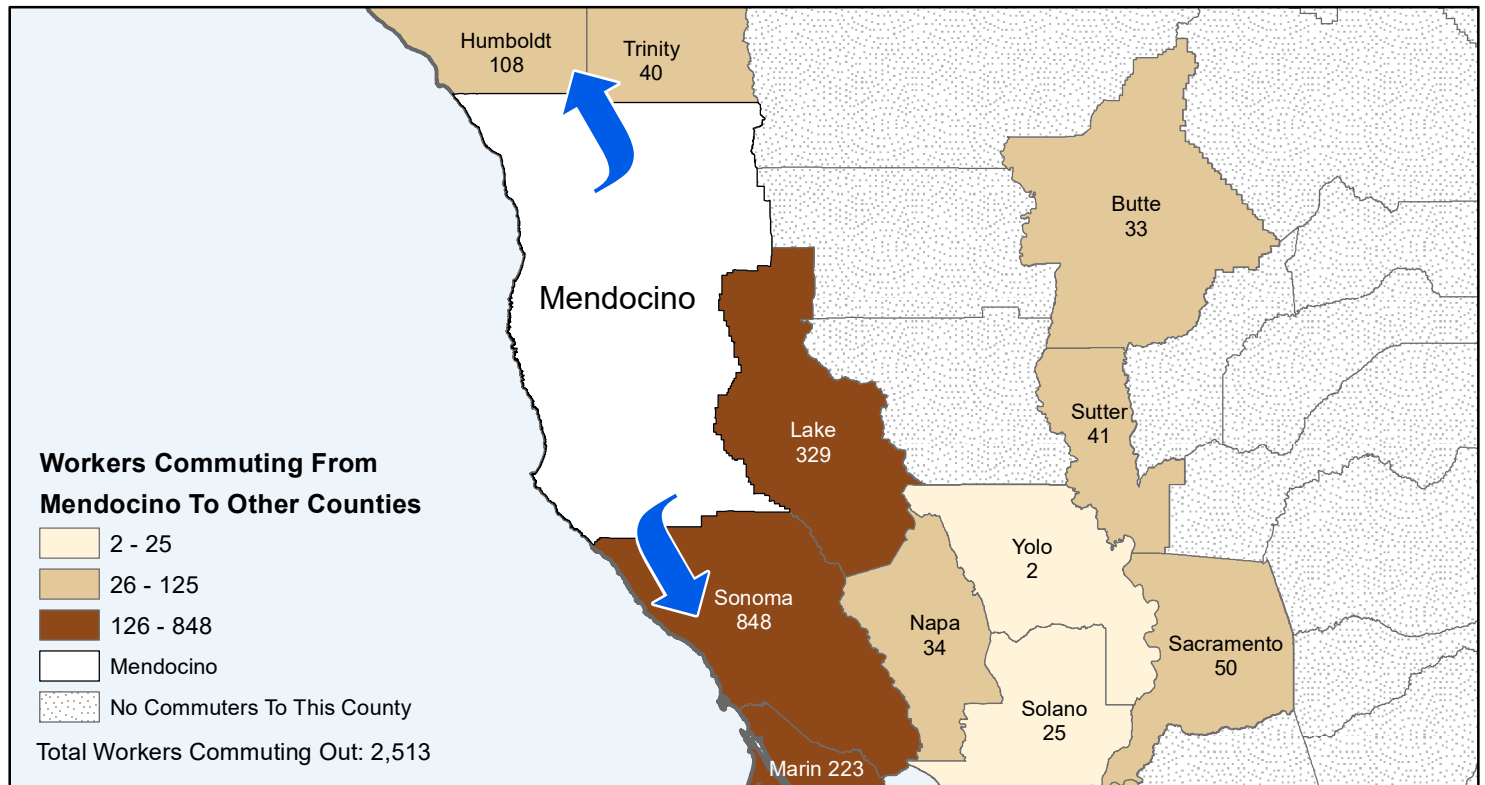 Humboldt
108
Trinity
40
Butte
33
Mendocino
Sutter
41
Lake
329
Workers Commuting From
Mendocino To Other Counties
2 - 25
26 - 125
126 - 848
Mendocino
No Commuters To This County
Total Workers Commuting Out: 2,513
Yolo
2
Sonoma
848
Napa
34
Sacramento
50
Solano
25
Marin 223